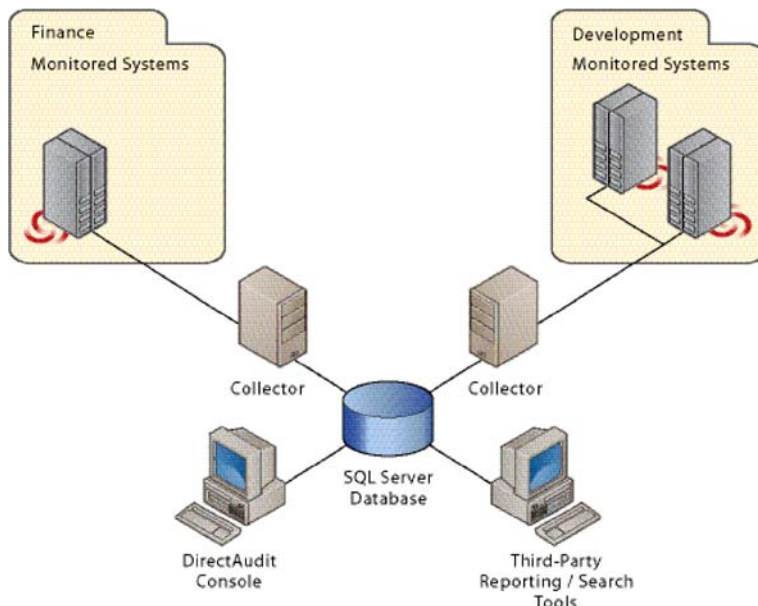 Finance
Monitored Systems
Development
Monitored Systems
Collector
Collector
SQL Server
Database
DirectAudit
Console
Third-Party
Reporting / Search
Tools